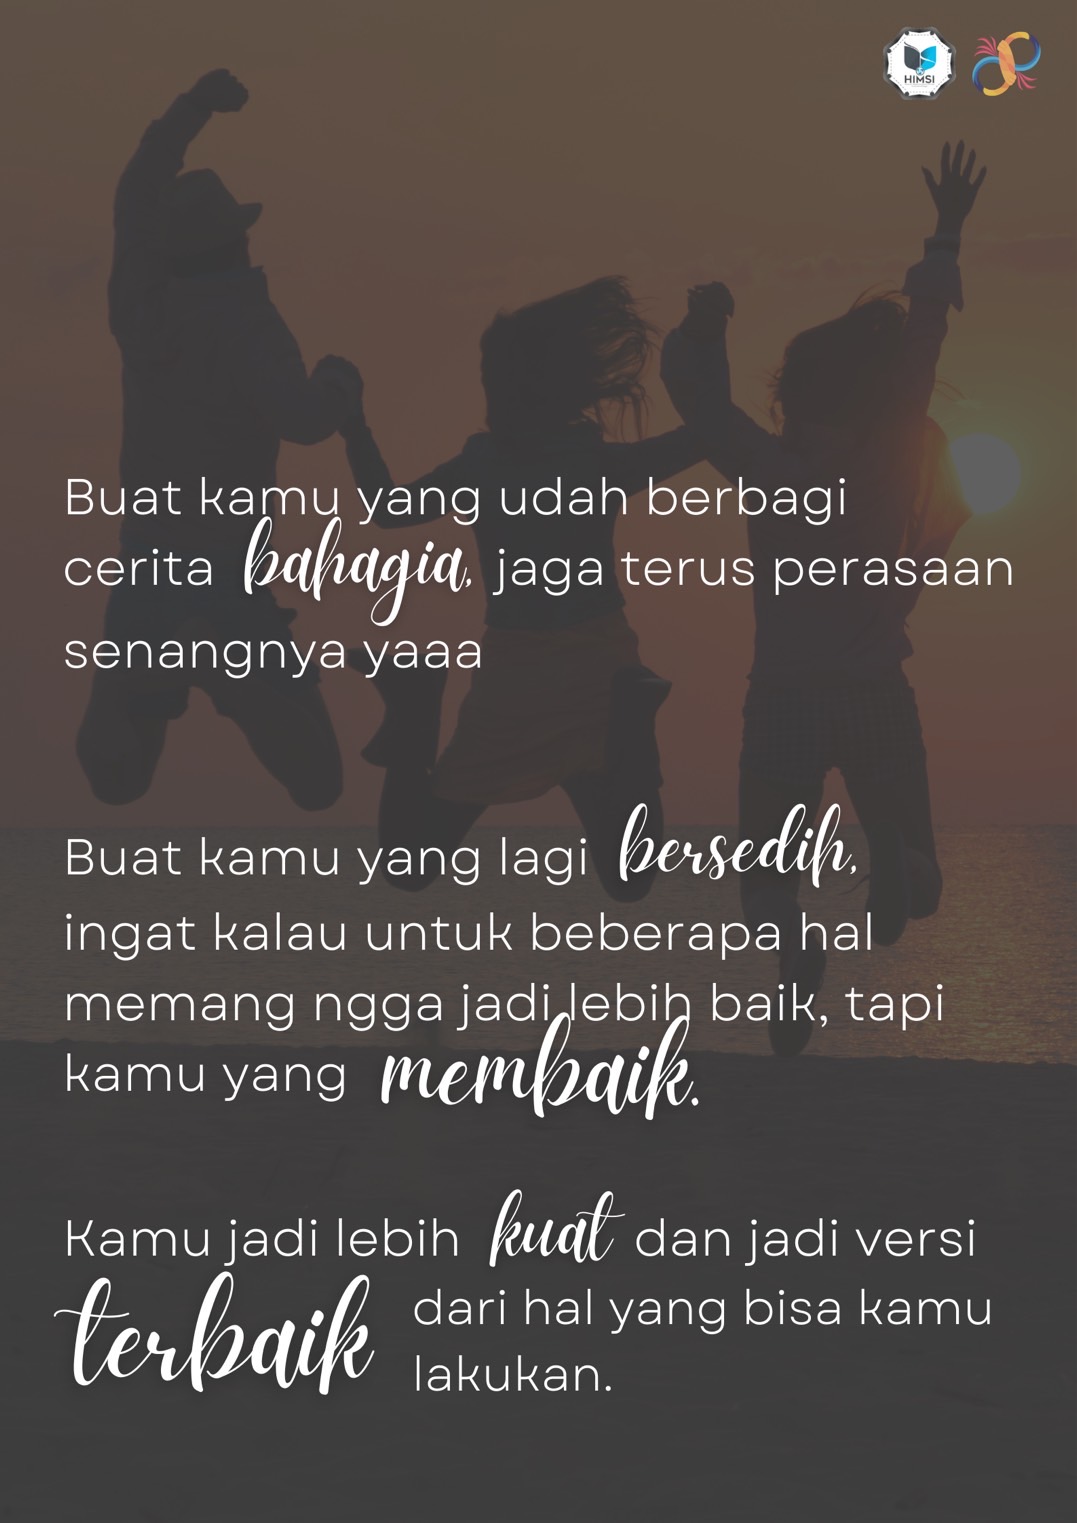 HIMSI
Buat kamu yang udah berbagi
cerita bahagia, jaga terus perasaan
senangnya yaaa
Buat kamu yang lagi bersedih,
ingat kalau untuk beberapa hal
memang ngga jadi lebih baik, tapi
kamu yang membaik.
Kamu jadi lebih kuat dan jadi versi
terbaik dari hal yang bisa kamu
lakukan.